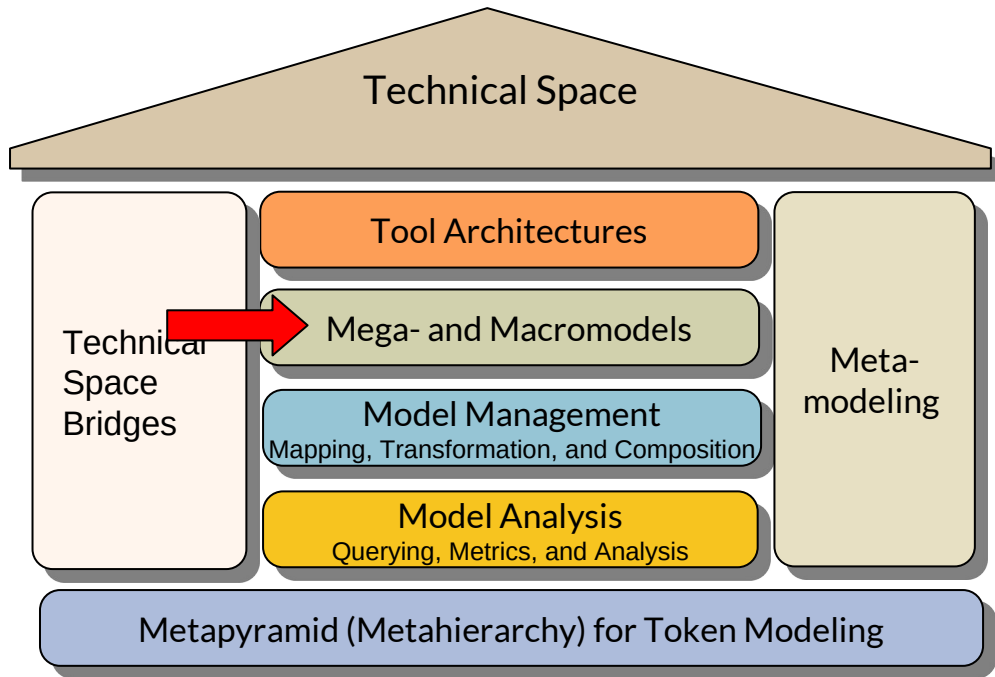 Technical Space
Tool Architectures
Mega- and Macromodels
Technical
Space
Bridges
Model Management
Mapping, Transformation, and Composition
Model Analysis
Querying, Metrics, and Analysis
Meta-
modeling
Metapyramid (Metahierarchy) for Token Modeling